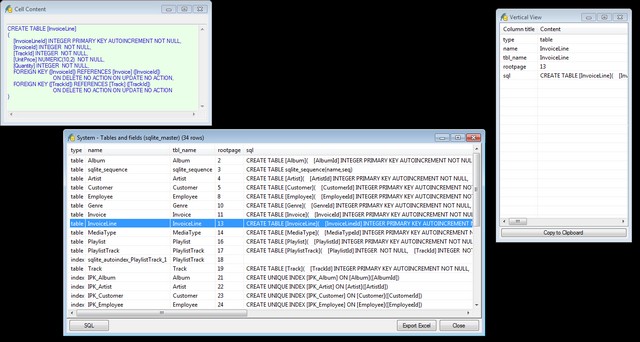 Cell Content
CREATE TABLE [InvoiceLine]
(
[InvoiceLineId] INTEGER PRIMARY KEY AUTOINCREMENT NOT NULL,
[InvoiceId] INTEGER NOT NULL,
[TrackId] INTEGER NOT NULL,
[UnitPrice] NUMERIC(10,2) NOT NULL,
[Quantity] INTEGER NOT NULL,
FOREIGN KEY ([InvoiceId]) REFERENCES [Invoice] ([InvoiceId])
ON DELETE NO ACTION ON UPDATE NO ACTION,
FOREIGN KEY ([TrackId]) REFERENCES [Track] ([TrackId])
ON DELETE NO ACTION ON UPDATE NO ACTION
)
Vertical View
Column title Content
type table
name InvoiceLine
tbl_name InvoiceLine
rootpage 13
sql CREATE TABLE [InvoiceLine]( [Inv
Copy to Clipboard
System - Tables and fields (sqlite_master) (34 rows)
type name tbl_name rootpage sql
table Album Album 2 CREATE TABLE [Album]( [AlbumId] INTEGER PRIMARY KEY AUTOINCREMENT NOT NULL,
table sqlite_sequence sqlite_sequence 3 CREATE TABLE sqlite_sequence(name,seq)
table Artist Artist 4 CREATE TABLE [Artist]( [ArtistId] INTEGER PRIMARY KEY AUTOINCREMENT NOT NULL
table Customer Customer 5 CREATE TABLE [Customer]( [CustomerId] INTEGER PRIMARY KEY AUTOINCREMENT
table Employee Employee 8 CREATE TABLE [Employee]( [EmployeeId] INTEGER PRIMARY KEY AUTOINCREMENT
table Genre Genre 10 CREATE TABLE [Genre]( [GenreId] INTEGER PRIMARY KEY AUTOINCREMENT NOT NUL
table Invoice Invoice 11 CREATE TABLE [Invoice]( [InvoiceId] INTEGER PRIMARY KEY AUTOINCREMENT NOT
table InvoiceLine InvoiceLine 13 CREATE TABLE [InvoiceLine]( [InvoiceLineId] INTEGER PRIMARY KEY AUTOINCREMENT N
table MediaType MediaType 14 CREATE TABLE [MediaType]( [MediaTypeId] INTEGER PRIMARY KEY AUTOINCREMEN
table Playlist Playlist 16 CREATE TABLE [Playlist]( [PlaylistId] INTEGER PRIMARY KEY AUTOINCREMENT NOT
table PlaylistTrack PlaylistTrack 17 CREATE TABLE [PlaylistTrack]( [PlaylistId] INTEGER NOT NULL, [TrackId] INTEGER NOT
index sqlite_autoindex_PlaylistTrack_1 PlaylistTrack 18
table Track Track 19 CREATE TABLE [Track]( [TrackId] INTEGER PRIMARY KEY AUTOINCREMENT NOT NULL,
index IPK_Album Album 21 CREATE UNIQUE INDEX [IPK_Album] ON [Album]([AlbumId])
index IPK_Artist Artist 22 CREATE UNIQUE INDEX [IPK_Artist] ON [Artist]([ArtistId])
index IPK_Customer Customer 23 CREATE UNIQUE INDEX [IPK_Customer] ON [Customer]([CustomerId])
index IPK_Employee Employee 24 CREATE UNIQUE INDEX [IPK_Employee] ON [Employee]([EmployeeId])
SQL Export Excel Close